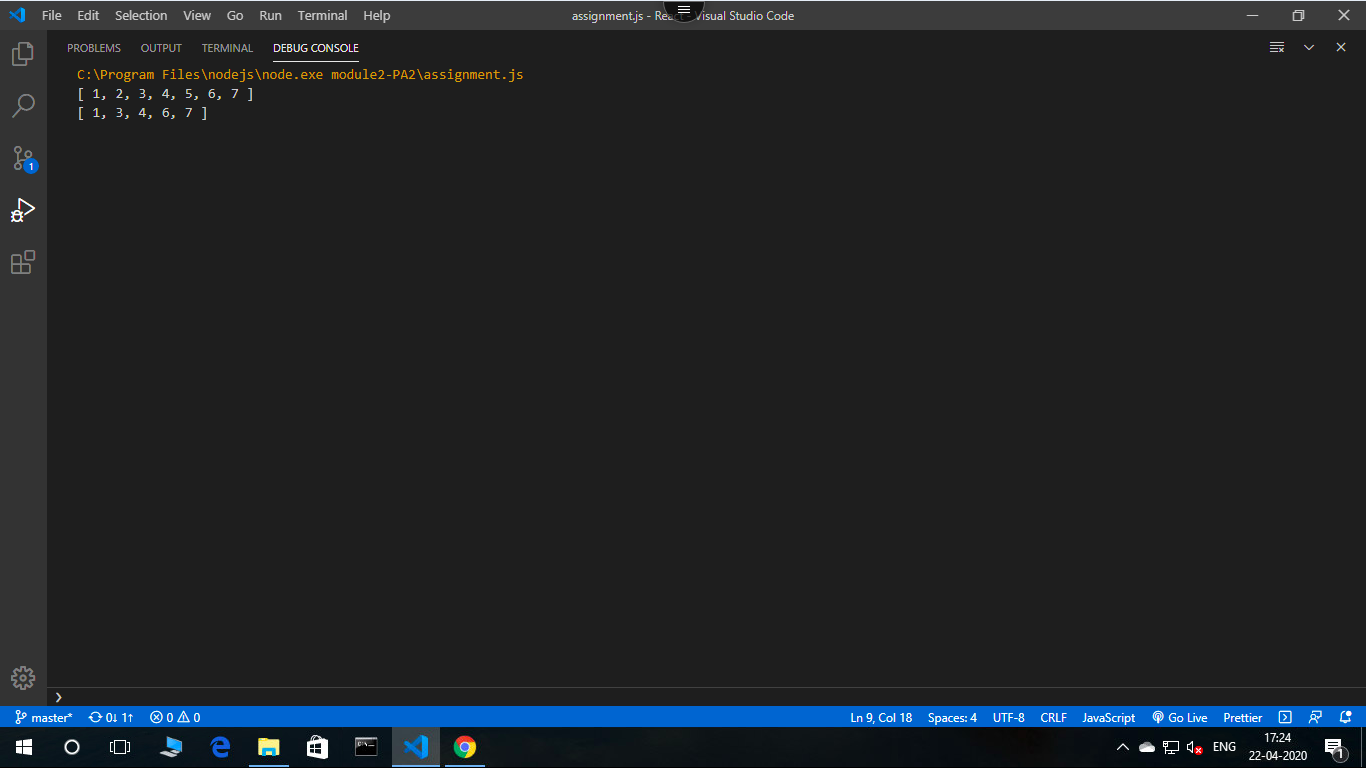 File Edit Selection View Go Run Terminal Help
assignment.js - React - Visual Studio Code
PROBLEMS OUTPUT TERMINAL DEBUG CONSOLE
C:\Program Files\nodejs\node.exe module2-PA2\assignment.js
[ 1, 2, 3, 4, 5, 6, 7 ]
[ 1, 3, 4, 6, 7 ]
1
master* 0↓ 1↑ 0 0 Ln 9, Col 18 Spaces: 4 UTF-8 CRLF JavaScript Go Live Prettier
ENG
17:24
22-04-2020
1